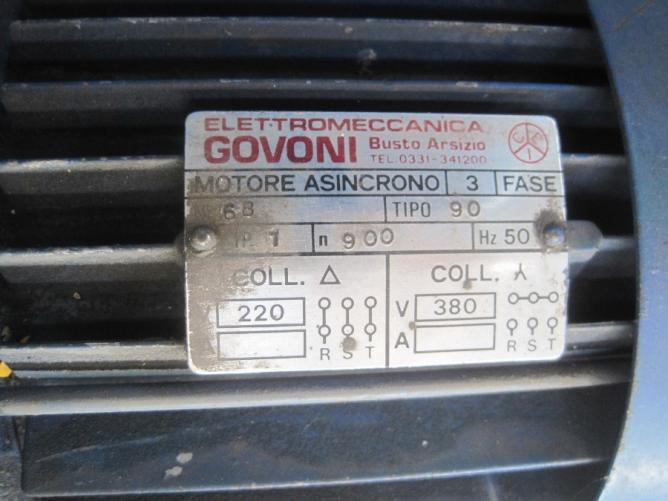 ELETTROMECCANICA
GOVONI Busto Arsizio
TEL. 0331-341200
C E I
MOTORE ASINCRONO 3 FASE
6B TIPO 90
HP. 1 n 900 Hz 50
COLL. △
V 220
R S T
COLL. ⅄
V 380
A
R S T